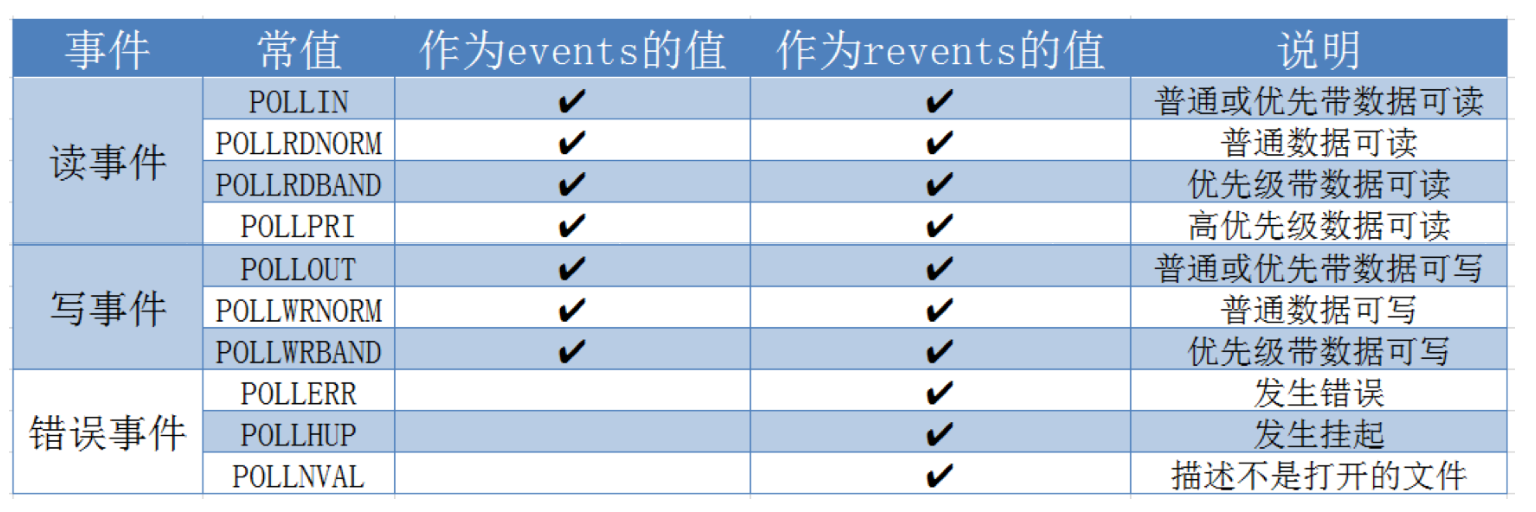 事件 常值 作为events的值 作为revents的值 说明
读事件 POLLIN ✔ ✔ 普通或优先带数据可读
POLLRDNORM ✔ ✔ 普通数据可读
POLLRDBAND ✔ ✔ 优先级带数据可读
POLLPRI ✔ ✔ 高优先级数据可读
写事件 POLLOUT ✔ ✔ 普通或优先带数据可写
POLLWRNORM ✔ ✔ 普通数据可写
POLLWRBAND ✔ ✔ 优先级带数据可写
错误事件 POLLERR ✔ 发生错误
POLLHUP ✔ 发生挂起
POLLNVAL ✔ 描述不是打开的文件